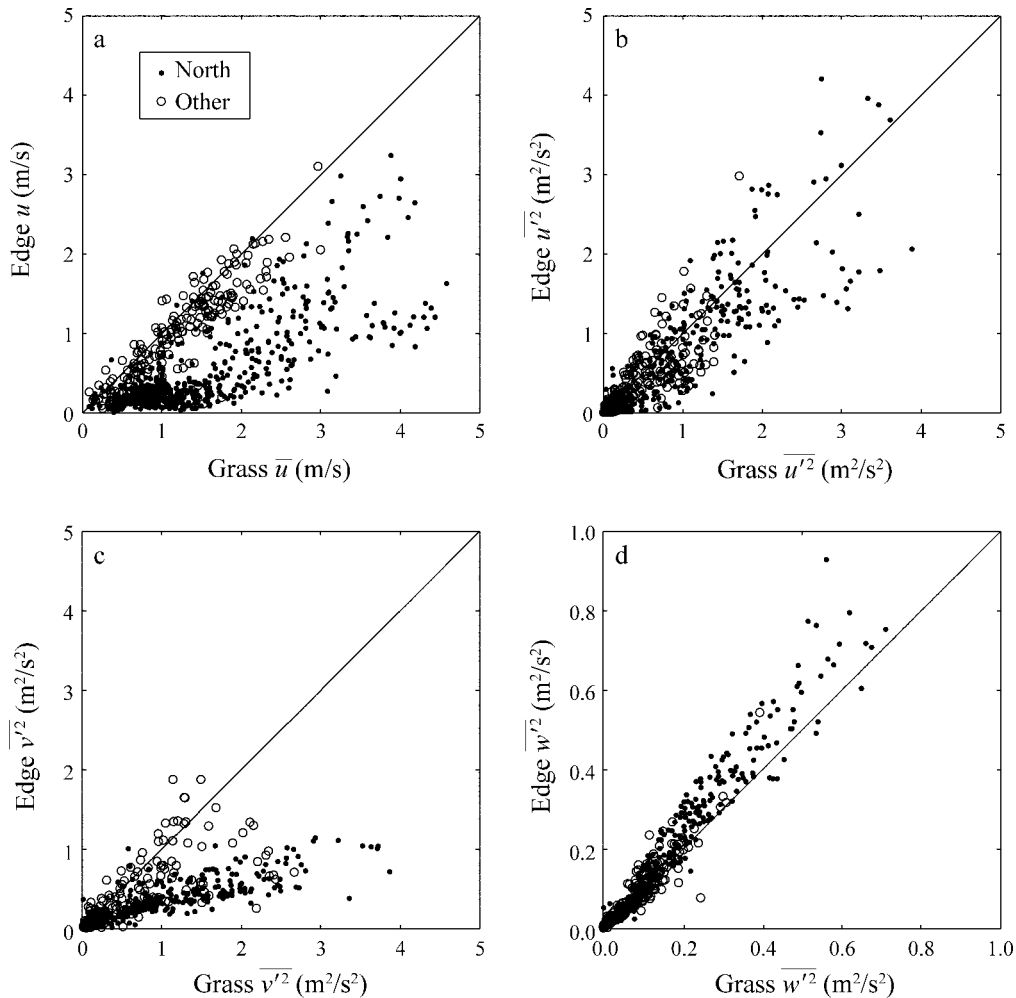 a
North
Other
Edge u (m/s)
5
4
3
2
1
0
0 1 2 3 4 5
Grass u̅ (m/s)
b
Edge u′² (m²/s²)
5
4
3
2
1
0
0 1 2 3 4 5
Grass u′² (m²/s²)
c
Edge v′² (m²/s²)
5
4
3
2
1
0
0 1 2 3 4 5
Grass v′² (m²/s²)
d
Edge w′² (m²/s²)
1.0
0.8
0.6
0.4
0.2
0.0
0.0 0.2 0.4 0.6 0.8 1.0
Grass w′² (m²/s²)